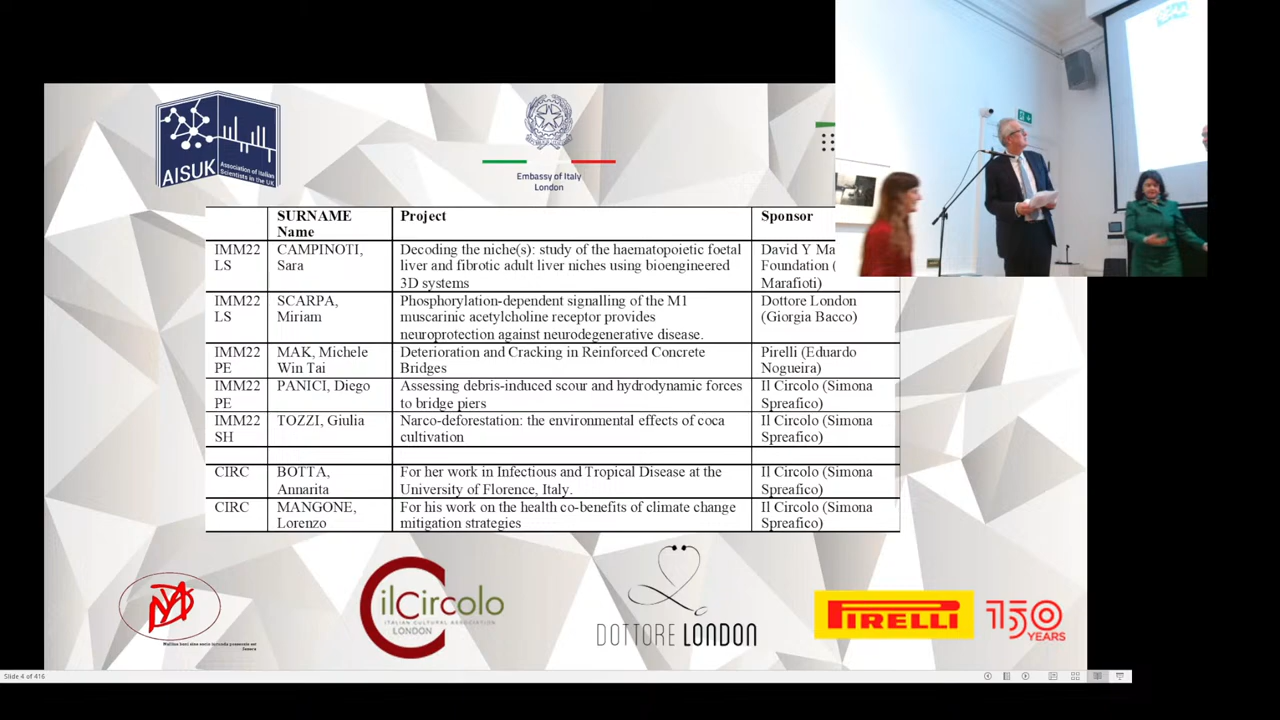 AISUK
Association of Italian
Scientists in the UK
Embassy of Italy
London
SURNAME
Name
Project
Sponsor
IMM22
LS
CAMPINOTI,
Sara
Decoding the niche(s): study of the haematopoietic foetal
liver and fibrotic adult liver niches using bioengineered
3D systems
David Y Ma
Foundation (
Marafioti)
IMM22
LS
SCARPA,
Miriam
Phosphorylation-dependent signalling of the M1
muscarinic acetylcholine receptor provides
neuroprotection against neurodegenerative disease.
Dottore London
(Giorgia Bacco)
IMM22
PE
MAK, Michele
Win Tai
Deterioration and Cracking in Reinforced Concrete
Bridges
Pirelli (Eduardo
Nogueira)
IMM22
PE
PANICI, Diego
Assessing debris-induced scour and hydrodynamic forces
to bridge piers
Il Circolo (Simona
Spreafico)
IMM22
SH
TOZZI, Giulia
Narco-deforestation: the environmental effects of coca
cultivation
Il Circolo (Simona
Spreafico)
CIRC
BOTTA,
Annarita
For her work in Infectious and Tropical Disease at the
University of Florence, Italy.
Il Circolo (Simona
Spreafico)
CIRC
MANGONE,
Lorenzo
For his work on the health co-benefits of climate change
mitigation strategies
Il Circolo (Simona
Spreafico)
ilCircolo
ITALIAN CULTURAL ASSOCIATION
LONDON
DOTTORE LONDON
PIRELLI
150
YEARS
Slide 4 of 416